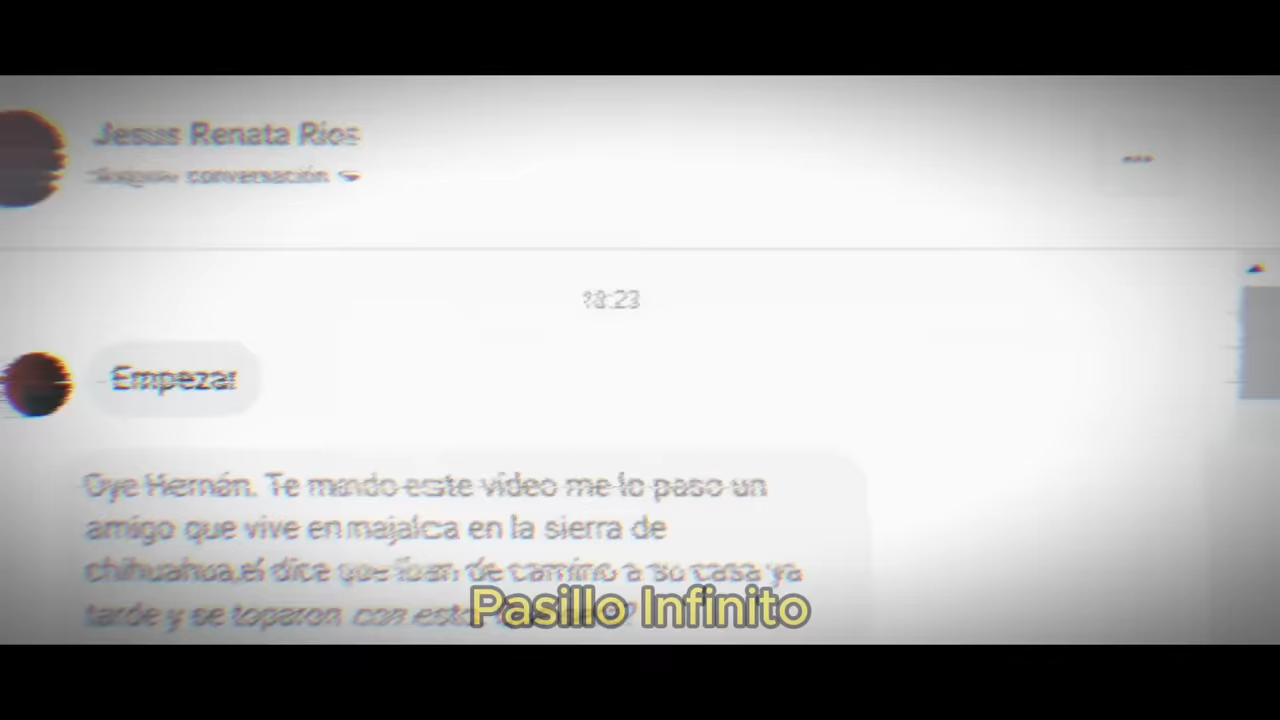 Jesus Renata Rios
conversación
18:23
Empezar
Oye Hernán. Te mando este video me lo paso un
amigo que vive en majalca en la sierra de
chihuahua,el dice que iban de camino a su casa ya
tarde y se toparon con esto
Pasillo Infinito